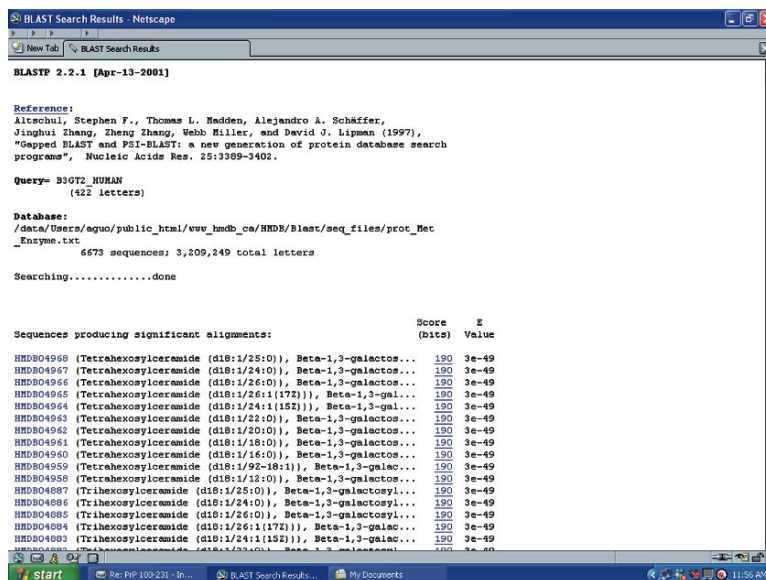 BLAST Search Results - Netscape
New Tab BLAST Search Results
BLASTP 2.2.1 [Apr-13-2001]
Reference:
Altschul, Stephen F., Thomas L. Madden, Alejandro A. Schäffer,
Jinghui Zhang, Zheng Zhang, Webb Miller, and David J. Lipman (1997),
"Gapped BLAST and PSI-BLAST: a new generation of protein database search
programs", Nucleic Acids Res. 25:3389-3402.
Query= B3GT2_HUMAN
(422 letters)
Database:
/data/Users/aguo/public_html/www_hmdb_ca/HMDB/Blast/seq_files/prot_Met
_Enzyme.txt
6673 sequences; 3,209,249 total letters
Searching..............done
Score E
Sequences producing significant alignments: (bits) Value
HMDB04968 (Tetrahexosylceramide (d18:1/25:0)), Beta-1,3-galactos... 190 3e-49
HMDB04967 (Tetrahexosylceramide (d18:1/24:0)), Beta-1,3-galactos... 190 3e-49
HMDB04966 (Tetrahexosylceramide (d18:1/26:0)), Beta-1,3-galactos... 190 3e-49
HMDB04965 (Tetrahexosylceramide (d18:1/26:1(17Z))), Beta-1,3-gal... 190 3e-49
HMDB04964 (Tetrahexosylceramide (d18:1/24:1(15Z))), Beta-1,3-gal... 190 3e-49
HMDB04963 (Tetrahexosylceramide (d18:1/22:0)), Beta-1,3-galactos... 190 3e-49
HMDB04962 (Tetrahexosylceramide (d18:1/20:0)), Beta-1,3-galactos... 190 3e-49
HMDB04961 (Tetrahexosylceramide (d18:1/18:0)), Beta-1,3-galactos... 190 3e-49
HMDB04960 (Tetrahexosylceramide (d18:1/16:0)), Beta-1,3-galactos... 190 3e-49
HMDB04959 (Tetrahexosylceramide (d18:1/9Z-18:1)), Beta-1,3-galac... 190 3e-49
HMDB04958 (Tetrahexosylceramide (d18:1/12:0)), Beta-1,3-galactos... 190 3e-49
HMDB04887 (Trihexosylceramide (d18:1/25:0)), Beta-1,3-galactosyl... 190 3e-49
HMDB04886 (Trihexosylceramide (d18:1/24:0)), Beta-1,3-galactosyl... 190 3e-49
HMDB04885 (Trihexosylceramide (d18:1/26:0)), Beta-1,3-galactosyl... 190 3e-49
HMDB04884 (Trihexosylceramide (d18:1/26:1(17Z))), Beta-1,3-galac... 190 3e-49
HMDB04883 (Trihexosylceramide (d18:1/24:1(15Z))), Beta-1,3-galac... 190 3e-49
start Re: PrP 100-231 - In... BLAST Search Results... My Documents 11:56 AM